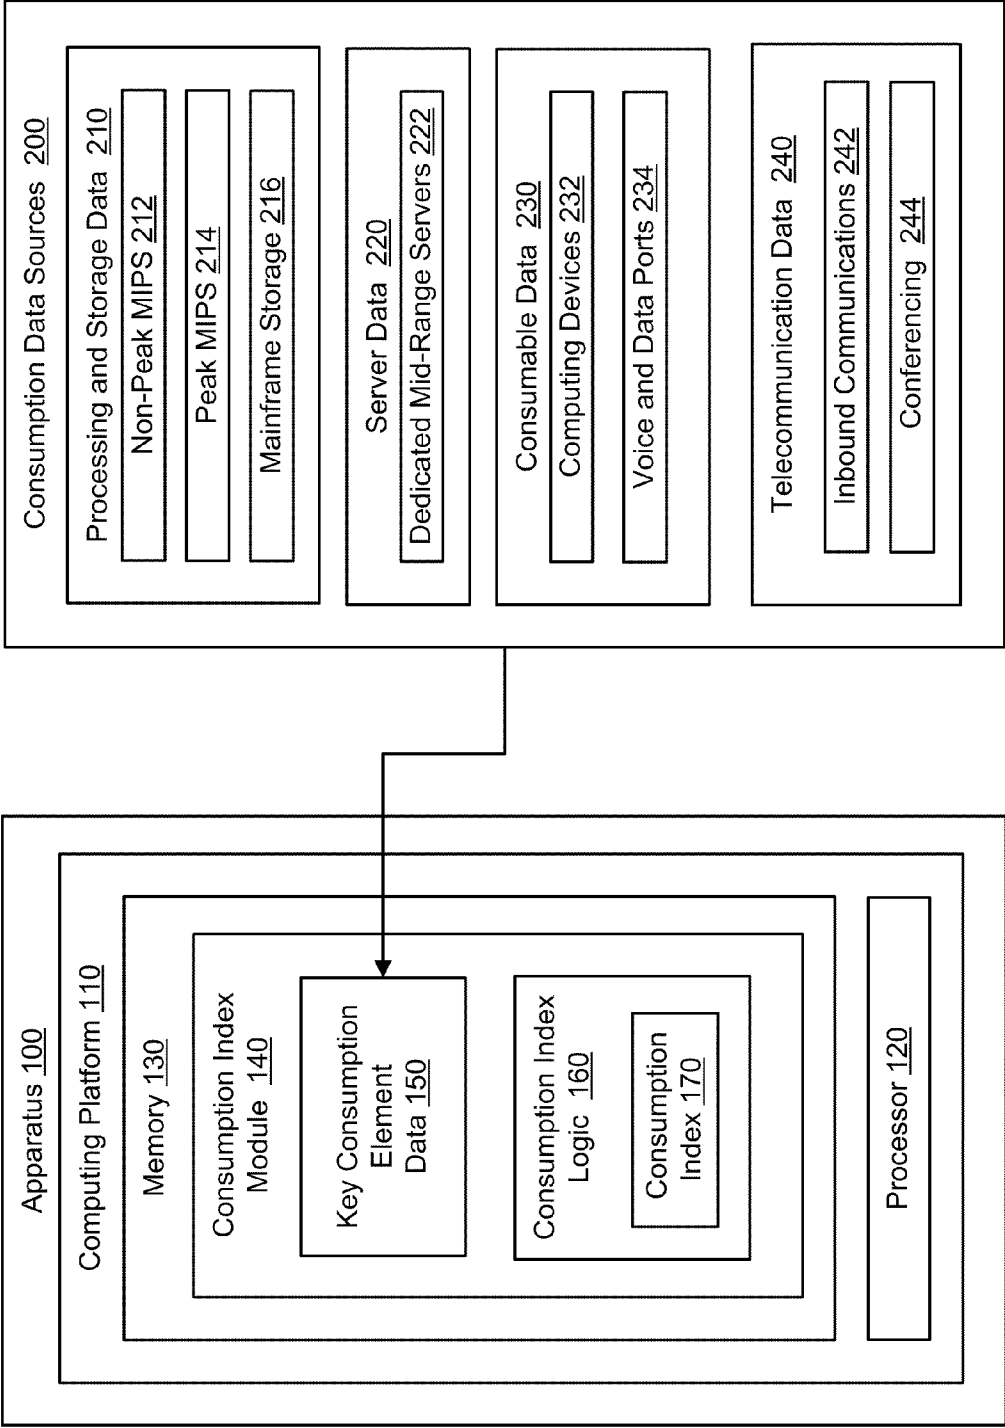 Apparatus 100
Computing Platform 110
Memory 130
Consumption Index
Module 140
Key Consumption
Element
Data 150
Consumption Index
Logic 160
Consumption
Index 170
Processor 120
Consumption Data Sources 200
Processing and Storage Data 210
Non-Peak MIPS 212
Peak MIPS 214
Mainframe Storage 216
Server Data 220
Dedicated Mid-Range Servers 222
Consumable Data 230
Computing Devices 232
Voice and Data Ports 234
Telecommunication Data 240
Inbound Communications 242
Conferencing 244